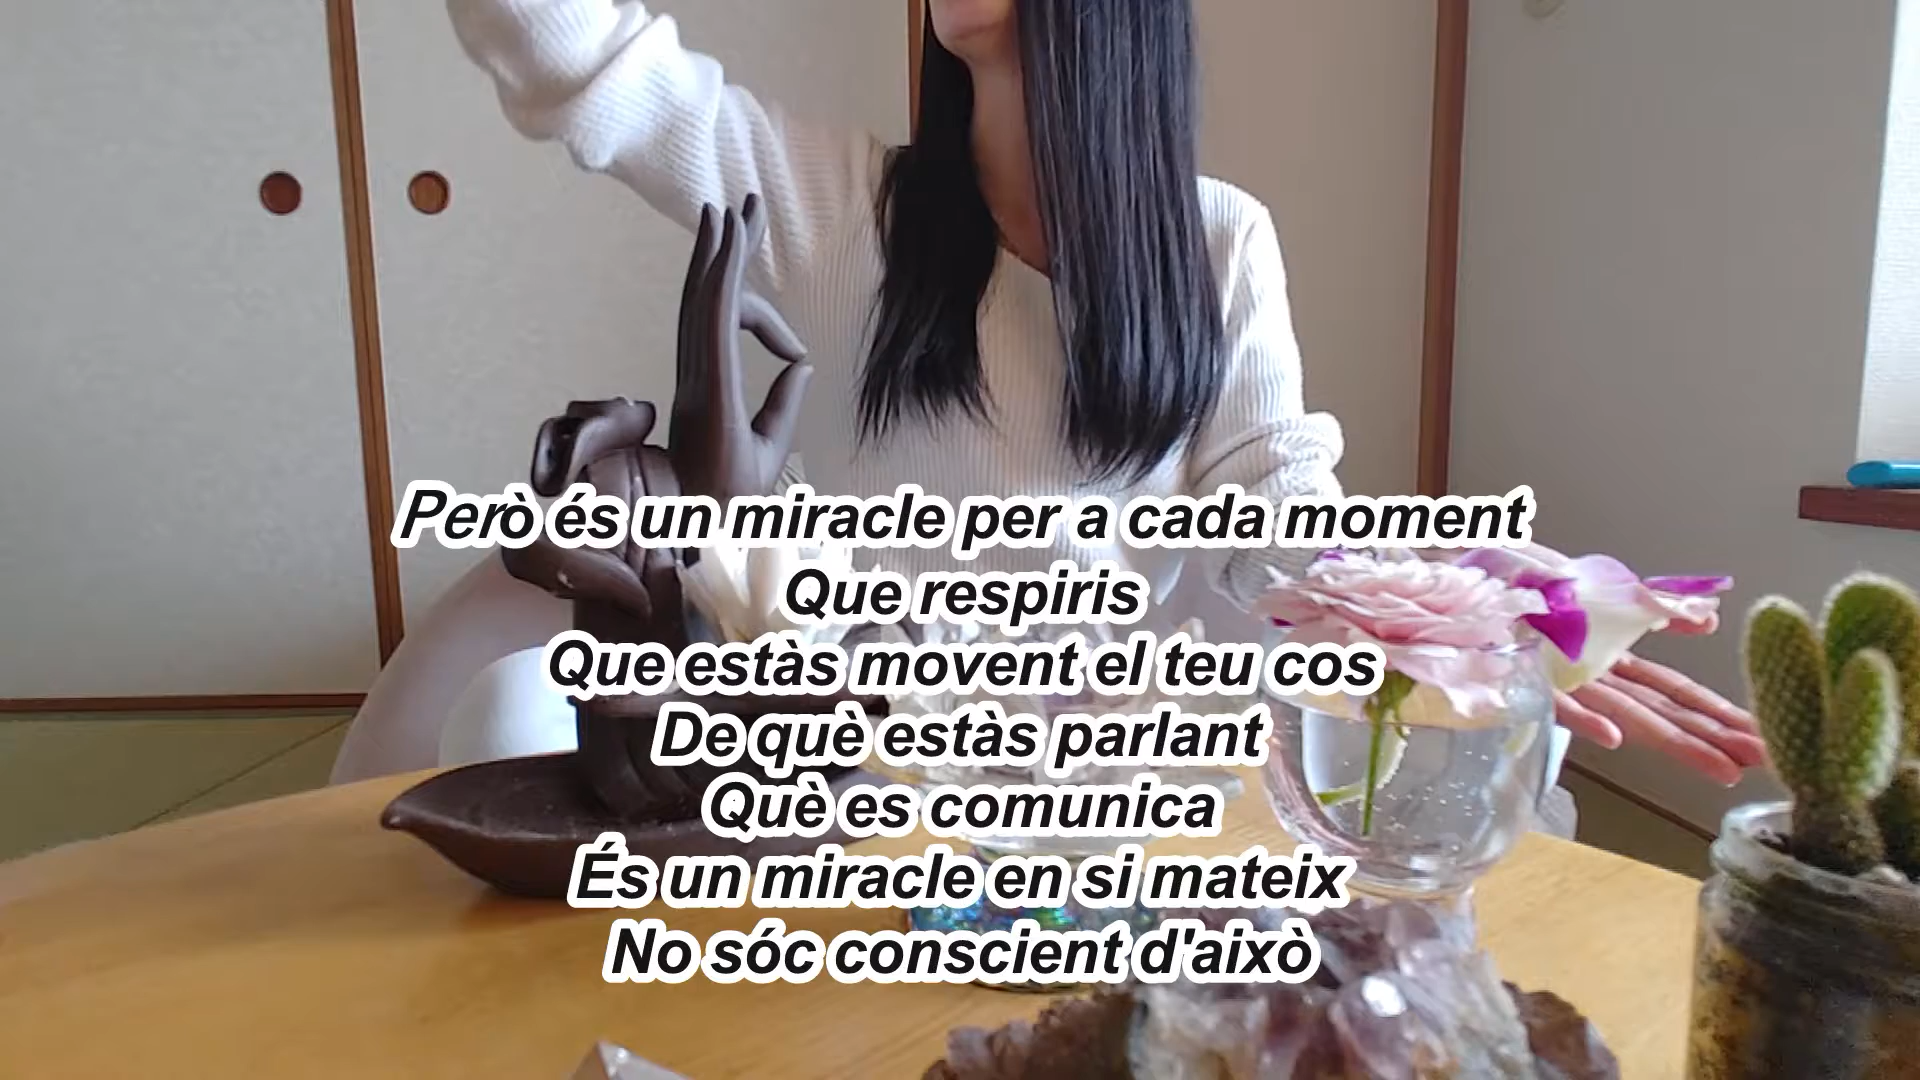 Però és un miracle per a cada moment
Que respiris
Que estàs movent el teu cos
De què estàs parlant
Què es comunica
És un miracle en si mateix
No sóc conscient d'això